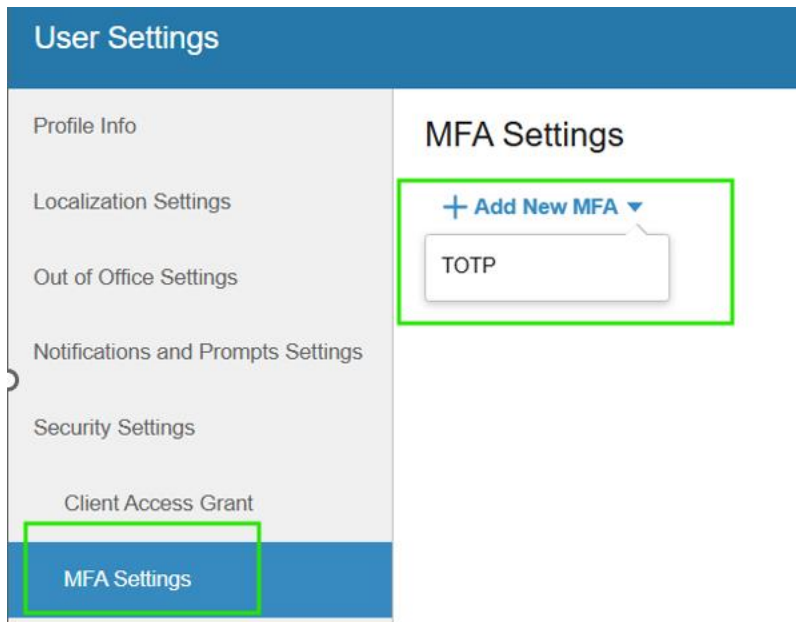 User Settings
Profile Info
Localization Settings
Out of Office Settings
Notifications and Prompts Settings
Security Settings
Client Access Grant
MFA Settings
MFA Settings
+ Add New MFA
TOTP